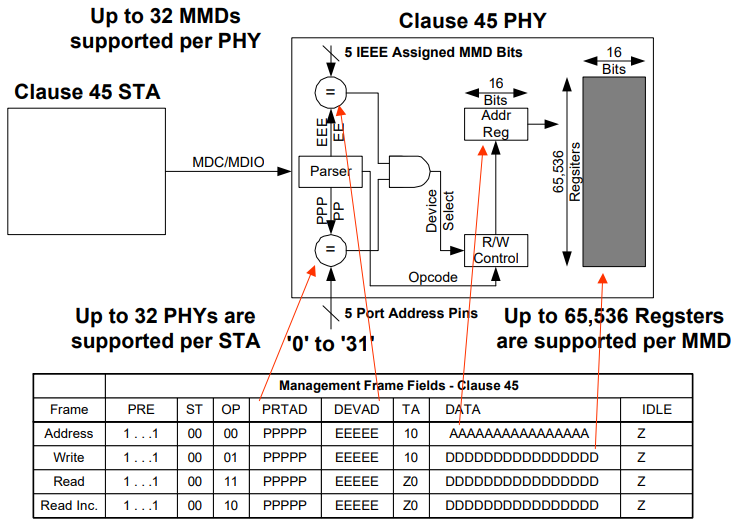 Up to 32 MMDs
supported per PHY
Clause 45 PHY
5 IEEE Assigned MMD Bits
16
Bits
16
Bits
Clause 45 STA
=
Addr
Reg
EEE
EE
65,536
Regsiters
MDC/MDIO
Parser
PPP
PP
Device
Select
=
R/W
Control
Opcode
5 Port Address Pins
Up to 32 PHYs are
supported per STA
'0' to '31'
Up to 65,536 Regsters
are supported per MMD
Management Frame Fields - Clause 45
Frame PRE ST OP PRTAD DEVAD TA DATA IDLE
Address 1 . . .1 00 00 PPPPP EEEEE 10 AAAAAAAAAAAAAAAA Z
Write 1 . . .1 00 01 PPPPP EEEEE 10 DDDDDDDDDDDDDDDD Z
Read 1 . . .1 00 11 PPPPP EEEEE Z0 DDDDDDDDDDDDDDDD Z
Read Inc. 1 . . .1 00 10 PPPPP EEEEE Z0 DDDDDDDDDDDDDDDD Z